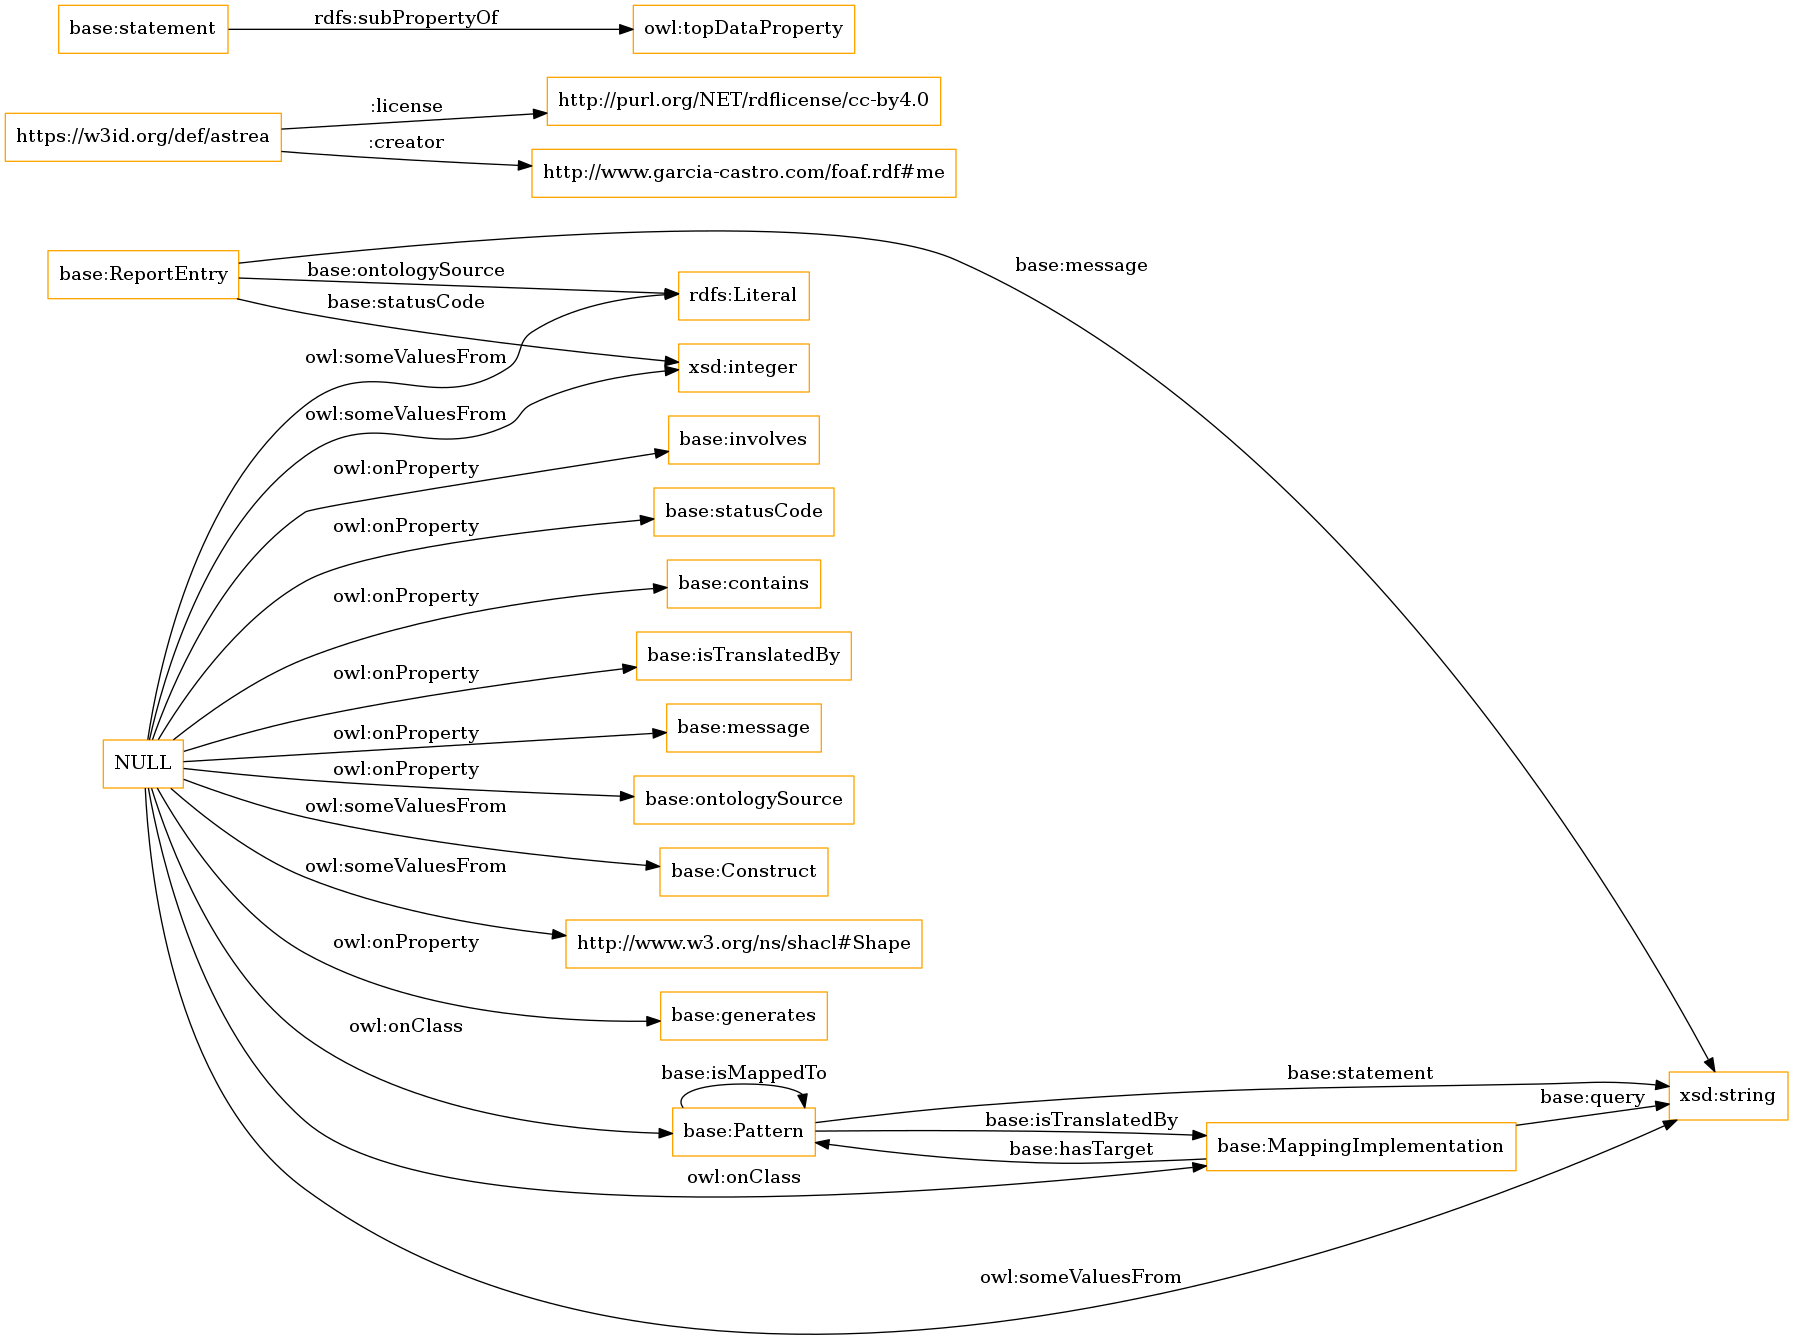 base:statement
rdfs:subPropertyOf
owl:topDataProperty
https://w3id.org/def/astrea
:license
http://purl.org/NET/rdflicense/cc-by4.0
:creator
http://www.garcia-castro.com/foaf.rdf#me
base:ReportEntry
base:message
base:ontologySource
rdfs:Literal
base:statusCode
owl:someValuesFrom
xsd:integer
owl:someValuesFrom
base:involves
owl:onProperty
base:statusCode
owl:onProperty
base:contains
owl:onProperty
base:isTranslatedBy
owl:onProperty
base:message
owl:onProperty
NULL
owl:onProperty
base:ontologySource
owl:someValuesFrom
base:Construct
owl:someValuesFrom
http://www.w3.org/ns/shacl#Shape
owl:onProperty
base:generates
owl:onClass
base:isMappedTo
base:Pattern
base:statement
base:query
xsd:string
base:isTranslatedBy
base:hasTarget
base:MappingImplementation
owl:onClass
owl:someValuesFrom